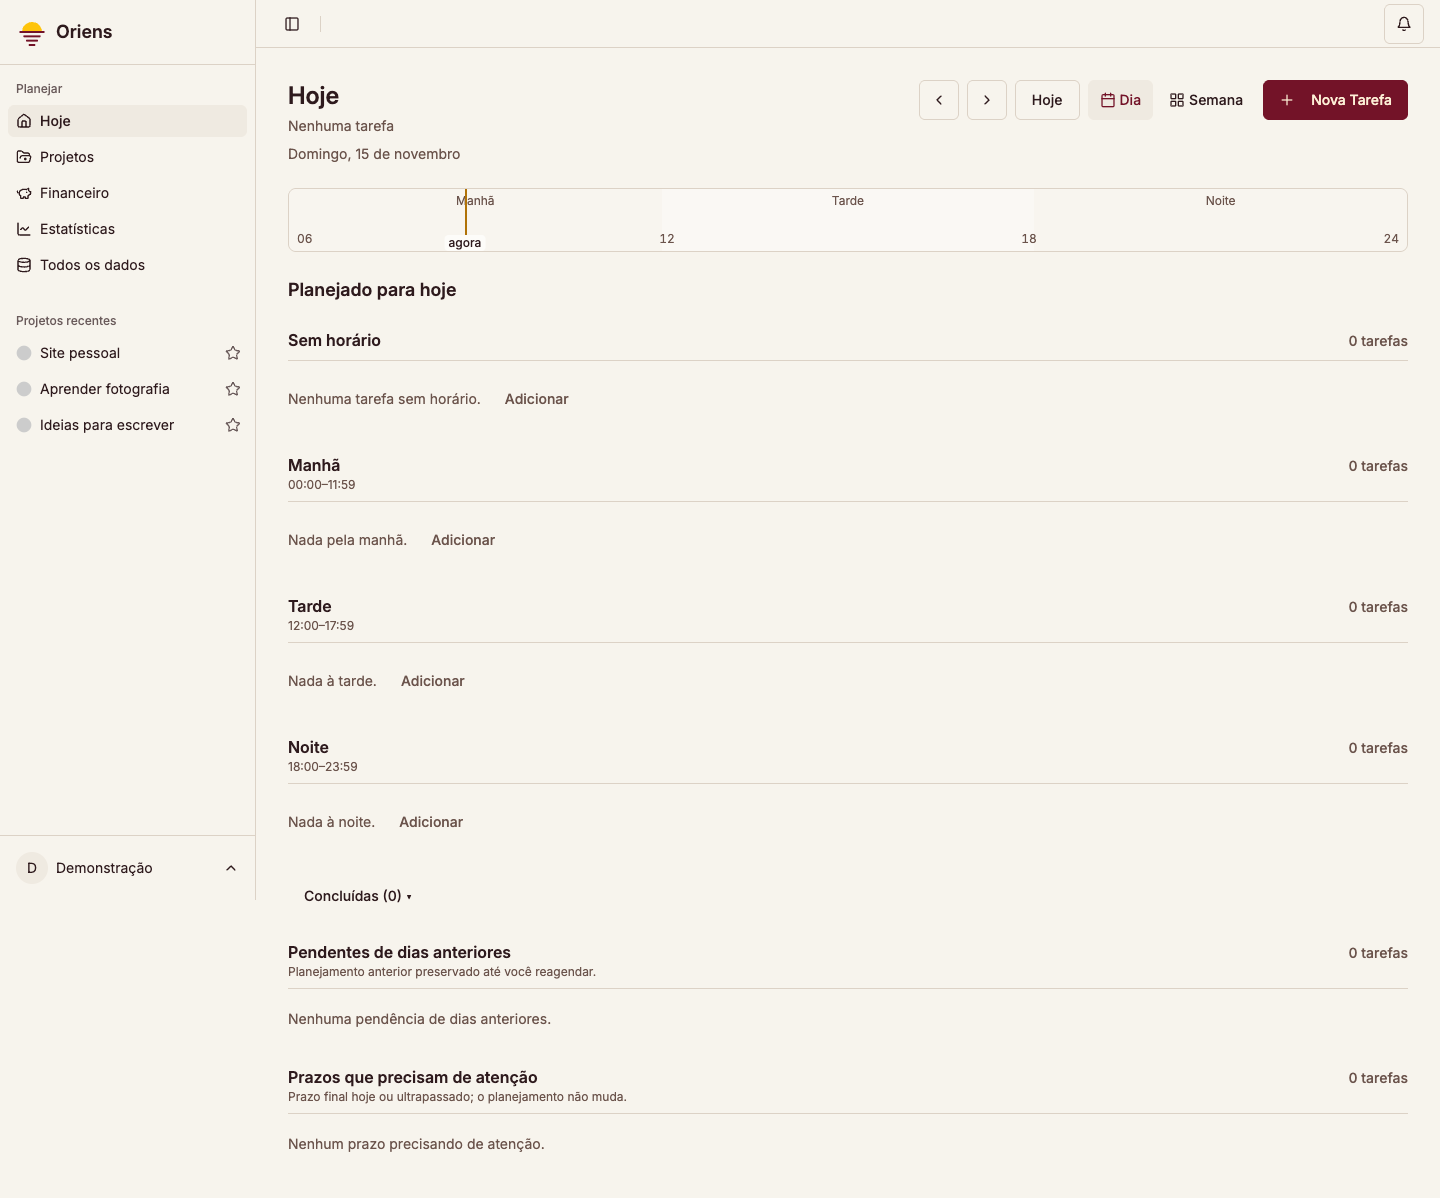 Oriens
Planejar
Hoje
Projetos
Financeiro
Estatísticas
Todos os dados
Projetos recentes
Site pessoal
Aprender fotografia
Ideias para escrever
D Demonstração
Hoje
Nenhuma tarefa
Domingo, 15 de novembro
Hoje
Dia
Semana
Nova Tarefa
Manhã Tarde Noite
06 agora 12 18 24
Planejado para hoje
Sem horário 0 tarefas
Nenhuma tarefa sem horário. Adicionar
Manhã 0 tarefas
00:00–11:59
Nada pela manhã. Adicionar
Tarde 0 tarefas
12:00–17:59
Nada à tarde. Adicionar
Noite 0 tarefas
18:00–23:59
Nada à noite. Adicionar
Concluídas (0) ▾
Pendentes de dias anteriores 0 tarefas
Planejamento anterior preservado até você reagendar.
Nenhuma pendência de dias anteriores.
Prazos que precisam de atenção 0 tarefas
Prazo final hoje ou ultrapassado; o planejamento não muda.
Nenhum prazo precisando de atenção.